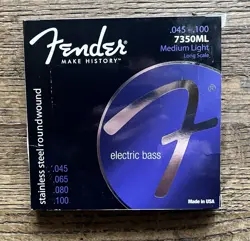 Fender
MAKE HISTORY™
.045 - .100
7350ML
Medium Light
Long Scale
stainless steel roundwound
electric bass
.045
.065
.080
.100
Made in USA